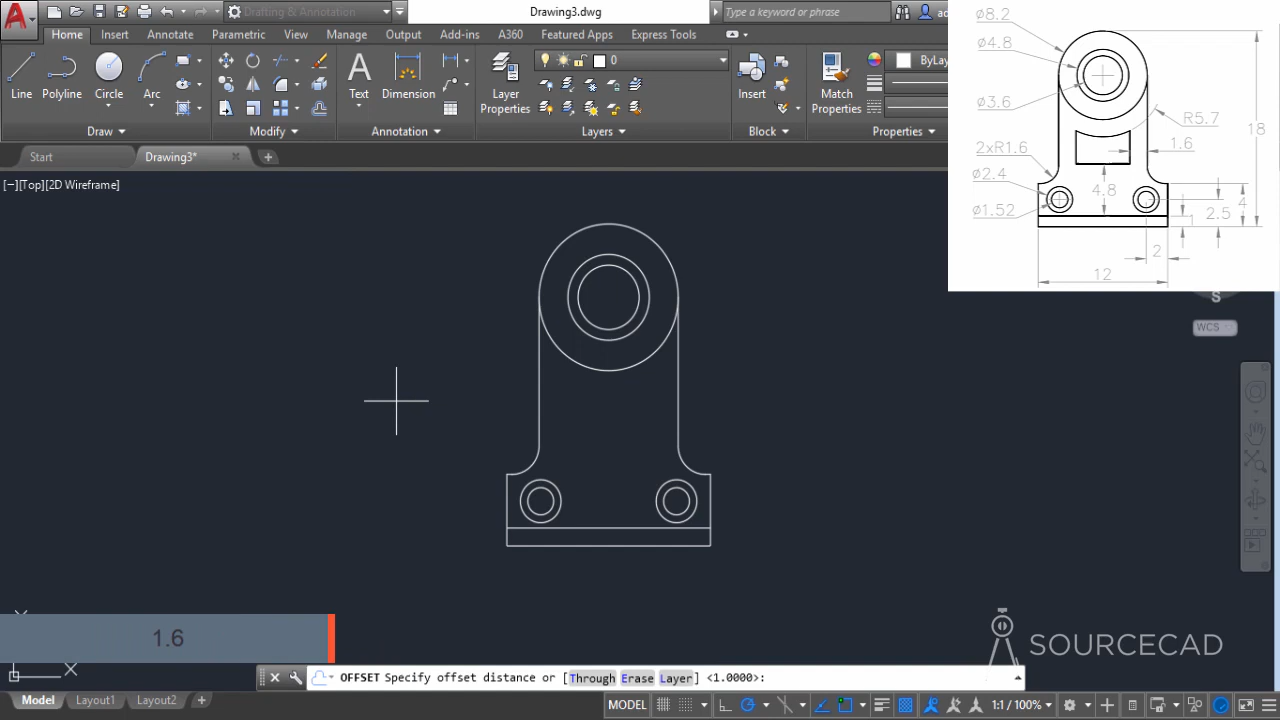 Drafting & Annotation
Drawing3.dwg
Type a keyword or phrase
Home Insert Annotate Parametric View Manage Output Add-ins A360 Featured Apps Express Tools
Line Polyline Circle Arc
Text Dimension
Layer Properties
0
Insert
Match Properties
ByLay
Draw Modify Annotation Layers Block Properties
Start Drawing3* 
[−][Top][2D Wireframe]
ø8.2
ø4.8
ø3.6
R5.7
18
2xR1.6
1.6
ø2.4
4.8
ø1.52
1
2.5
4
2
12
S
WCS
1.6
SOURCECAD
X
OFFSET Specify offset distance or [Through Erase Layer] <1.0000>:
Model Layout1 Layout2 +
MODEL 1:1 / 100%